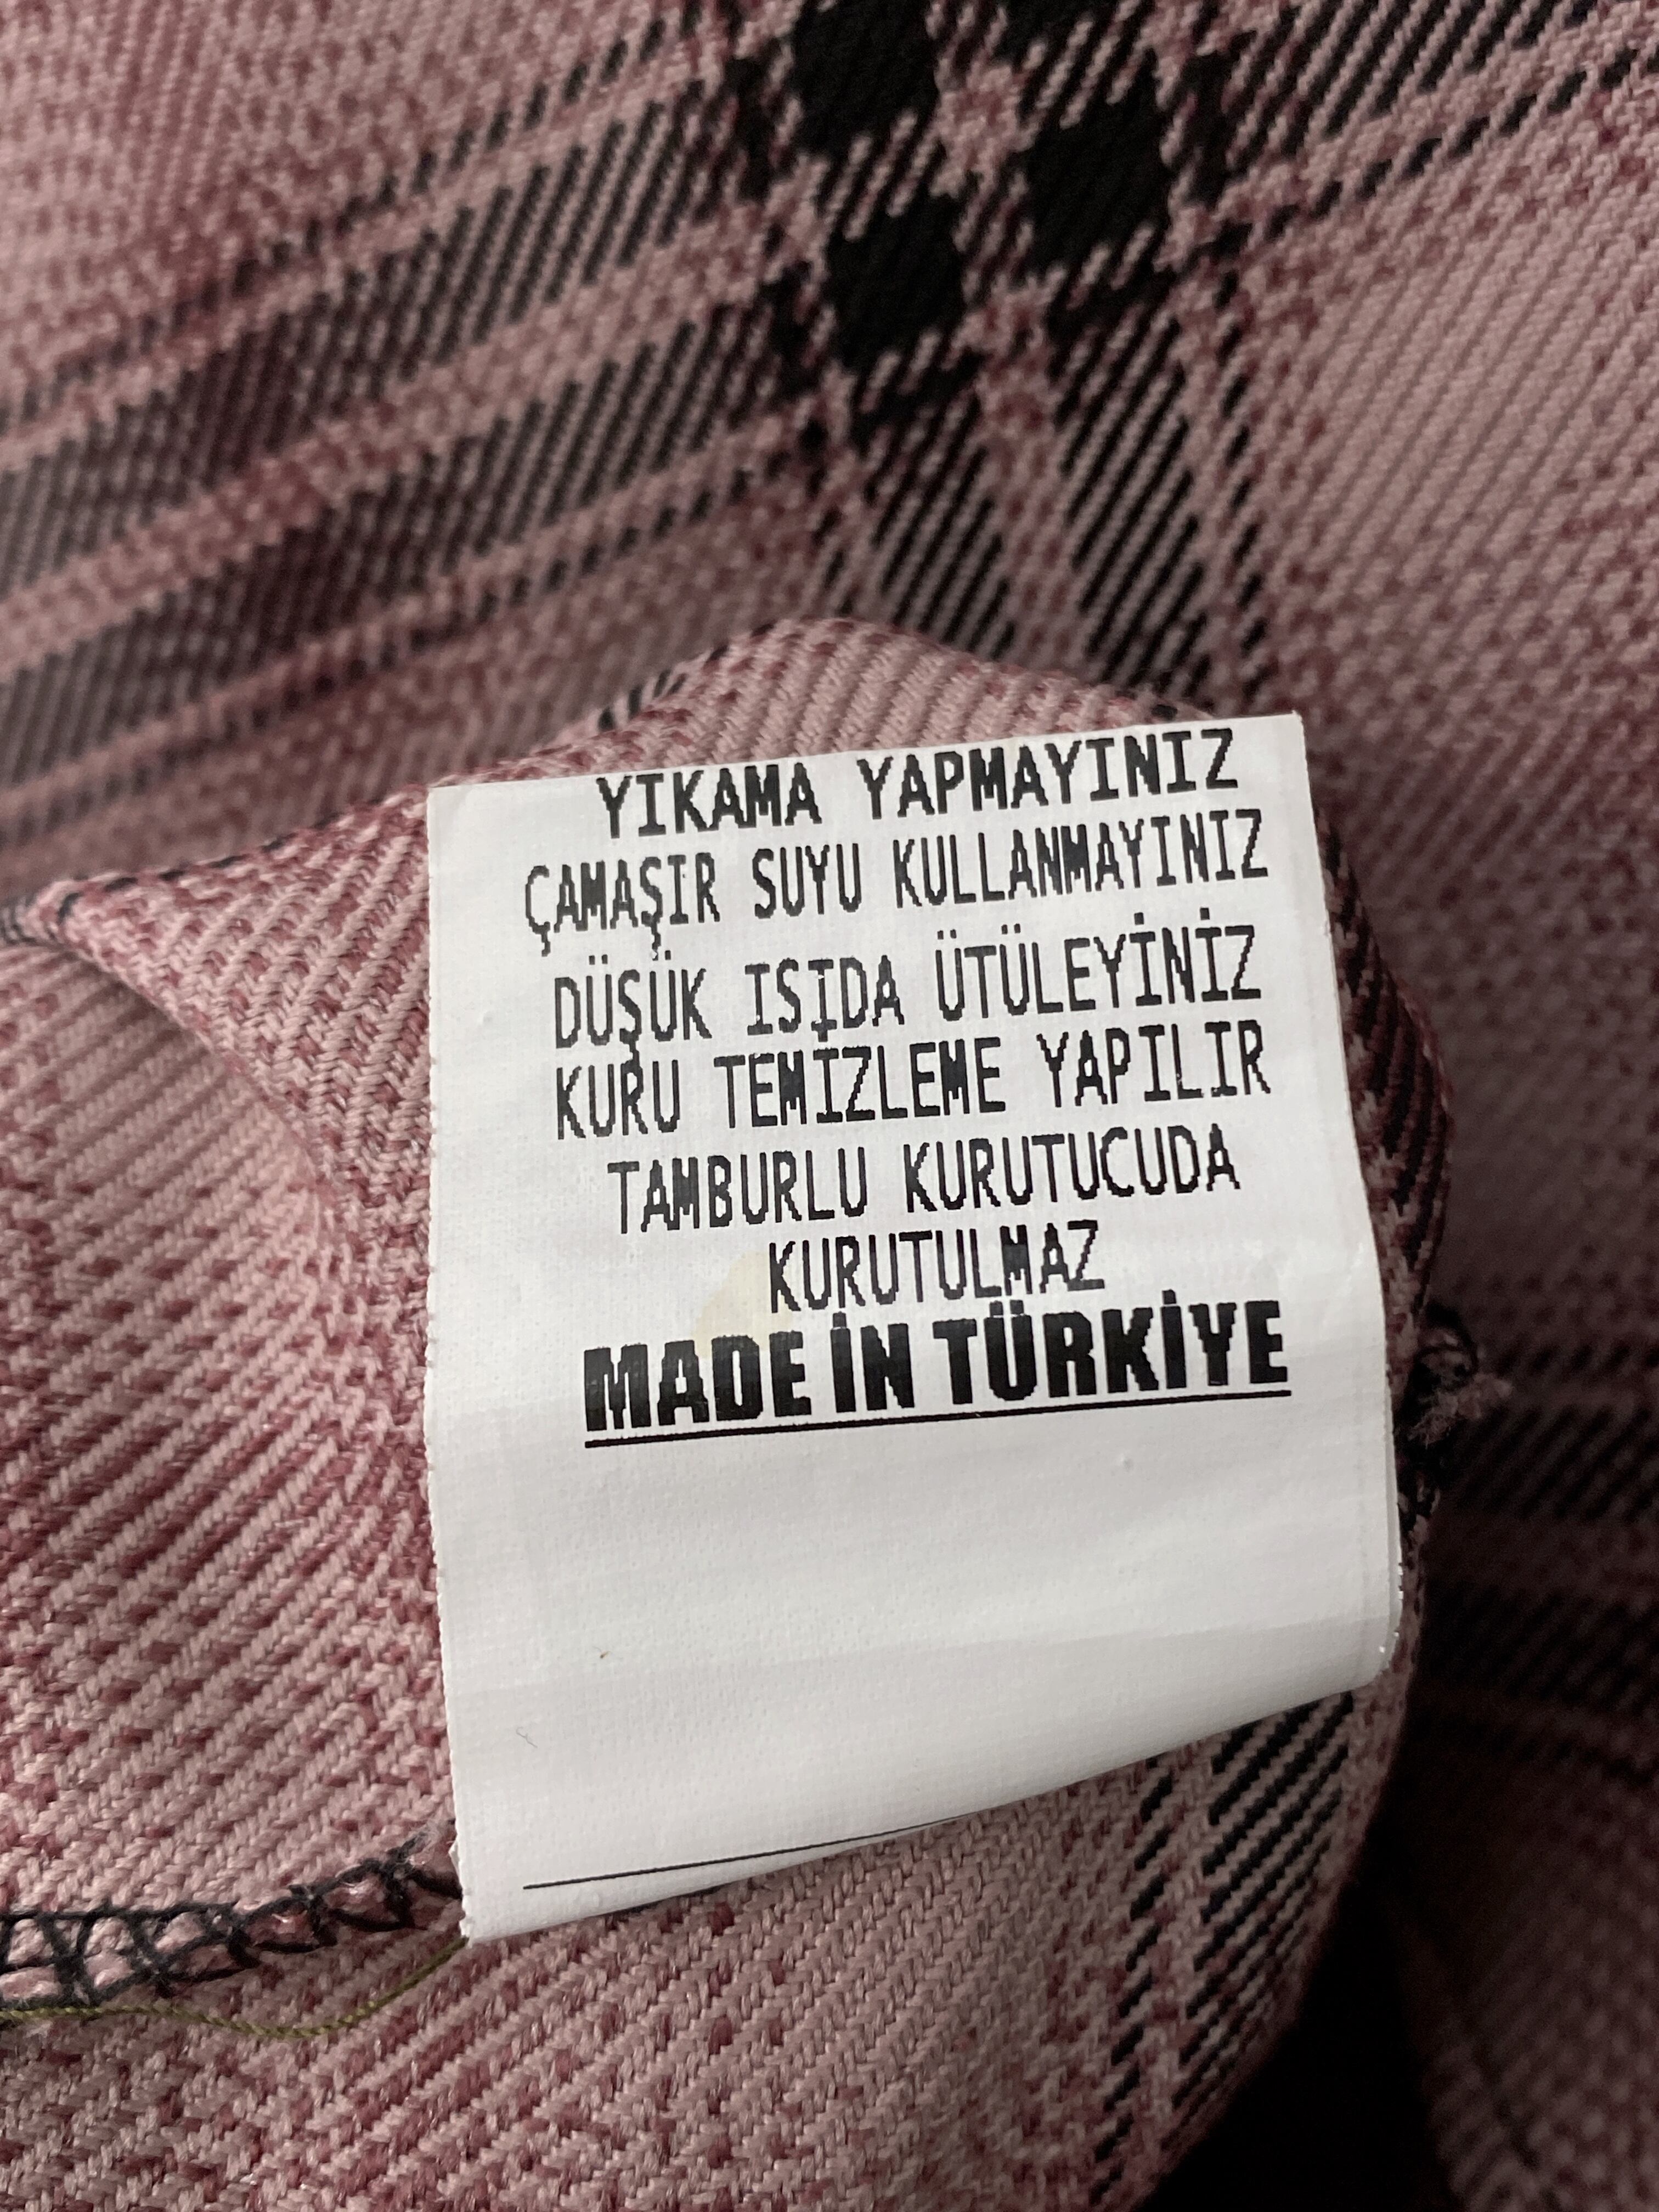 YIKAMA YAPMAYINIZ
ÇAMAŞIR SUYU KULLANMAYINIZ
DÜŞÜK ISIDA ÜTÜLEYİNİZ
KURU TEMİZLEME YAPILIR
TAMBURLU KURUTUCUDA
KURUTULMAZ
MADE İN TÜRKİYE